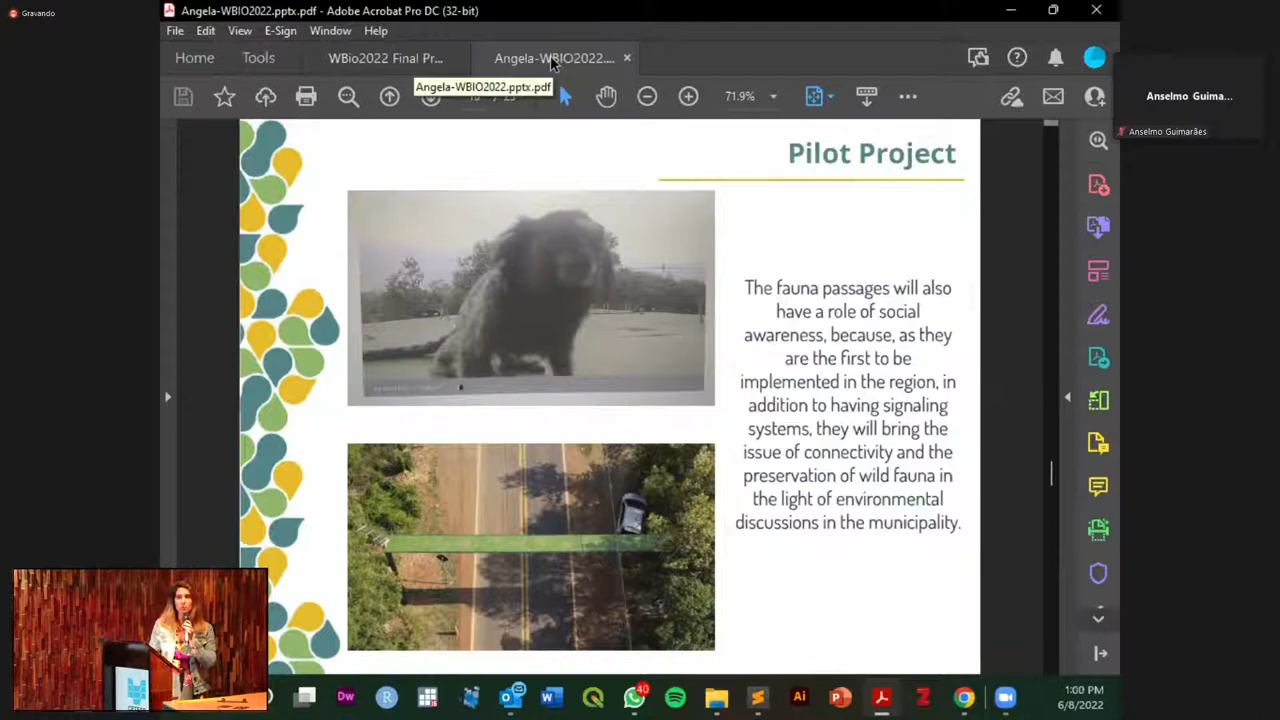 Gravando
Angela-WBIO2022.pptx.pdf - Adobe Acrobat Pro DC (32-bit)
File Edit View Window E-Sign Help
Home Tools WBio2022 Final Pr... Angela-WBIO2022....
Angela-WBIO2022.pptx.pdf
71.9%
Anselmo Guima...
Anselmo Guimarães
Pilot Project
The fauna passages will also
have a role of social
awareness, because, as they
are the first to be
implemented in the region, in
addition to having signaling
systems, they will bring the
issue of connectivity and the
preservation of wild fauna in
the light of environmental
discussions in the municipality.
Dw
R
W
40
Ai
P
Z
1:00 PM
6/8/2022